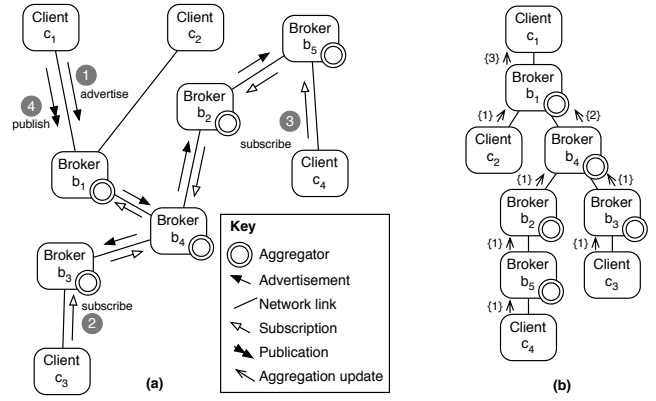 Client
c1
Client
c2
1
advertise
4
publish
Broker
b5
Broker
b2
3
subscribe
Client
c4
Broker
b1
Broker
b4
Broker
b3
subscribe
2
Client
c3
(a)
Key
Aggregator
Advertisement
Network link
Subscription
Publication
Aggregation update
Client
c1
{3}
Broker
b1
{1}
{2}
Client
c2
Broker
b4
{1}
{1}
Broker
b2
Broker
b3
{1}
{1}
Broker
b5
Client
c3
{1}
Client
c4
(b)